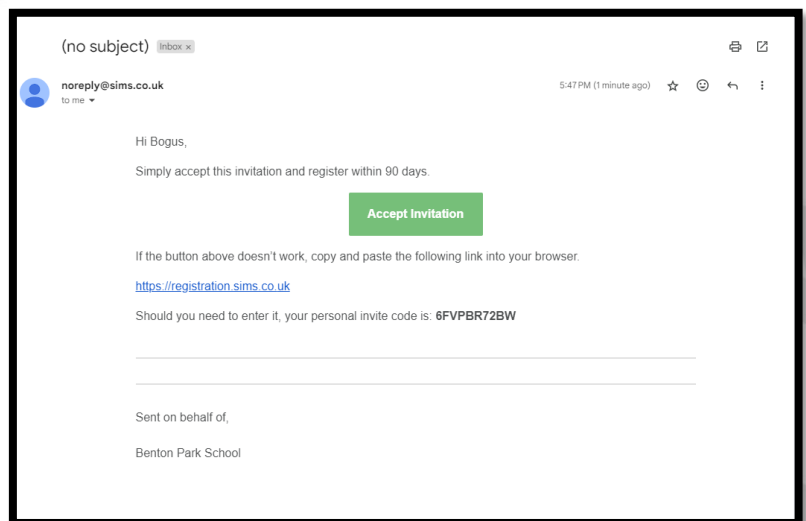 (no subject) Inbox ×
noreply@sims.co.uk 5:47 PM (1 minute ago)
to me
Hi Bogus,
Simply accept this invitation and register within 90 days.
Accept Invitation
If the button above doesn't work, copy and paste the following link into your browser.
https://registration.sims.co.uk
Should you need to enter it, your personal invite code is: 6FVPBR72BW
Sent on behalf of,
Benton Park School